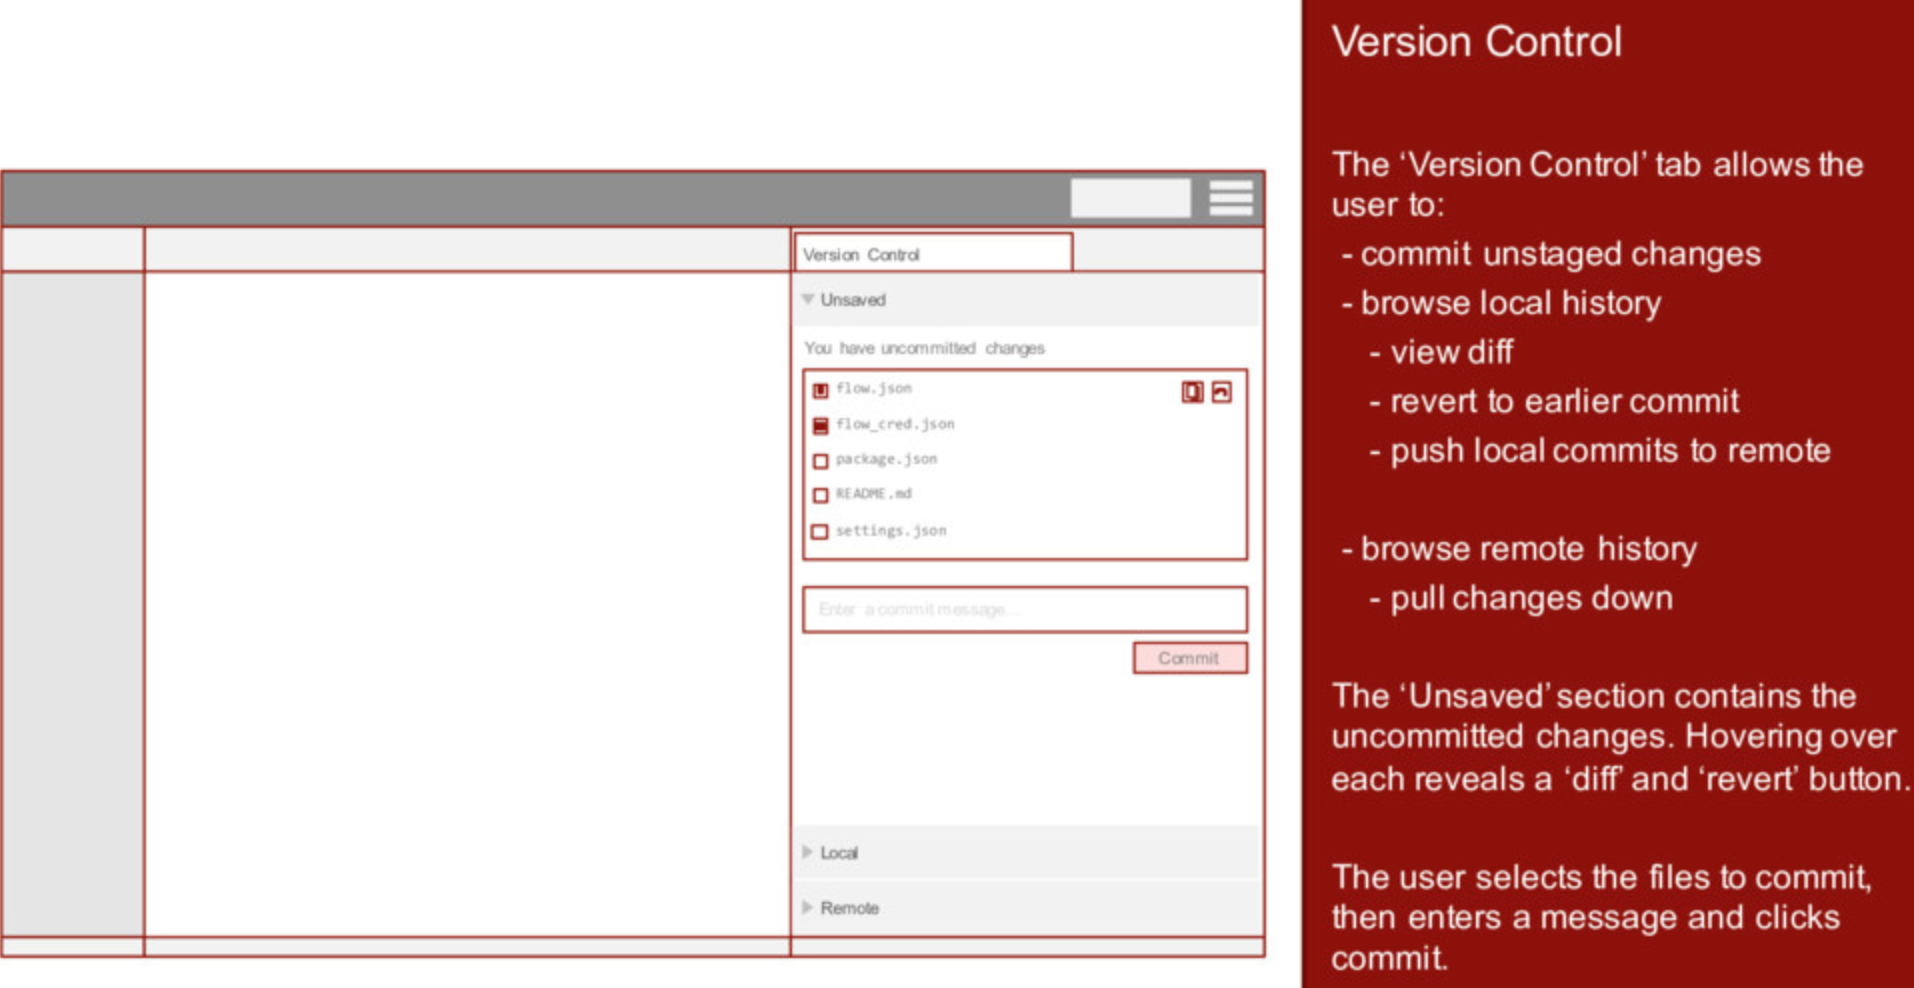 Version Control
Unsaved
You have uncommitted changes
flow.json
flow_cred.json
package.json
README.md
settings.json
Enter a commit message...
Commit
Local
Remote
Version Control
The ‘Version Control’ tab allows the
user to:
- commit unstaged changes
- browse local history
- view diff
- revert to earlier commit
- push local commits to remote
- browse remote history
- pull changes down
The ‘Unsaved’ section contains the
uncommitted changes. Hovering over
each reveals a ‘diff’ and ‘revert’ button.
The user selects the files to commit,
then enters a message and clicks
commit.